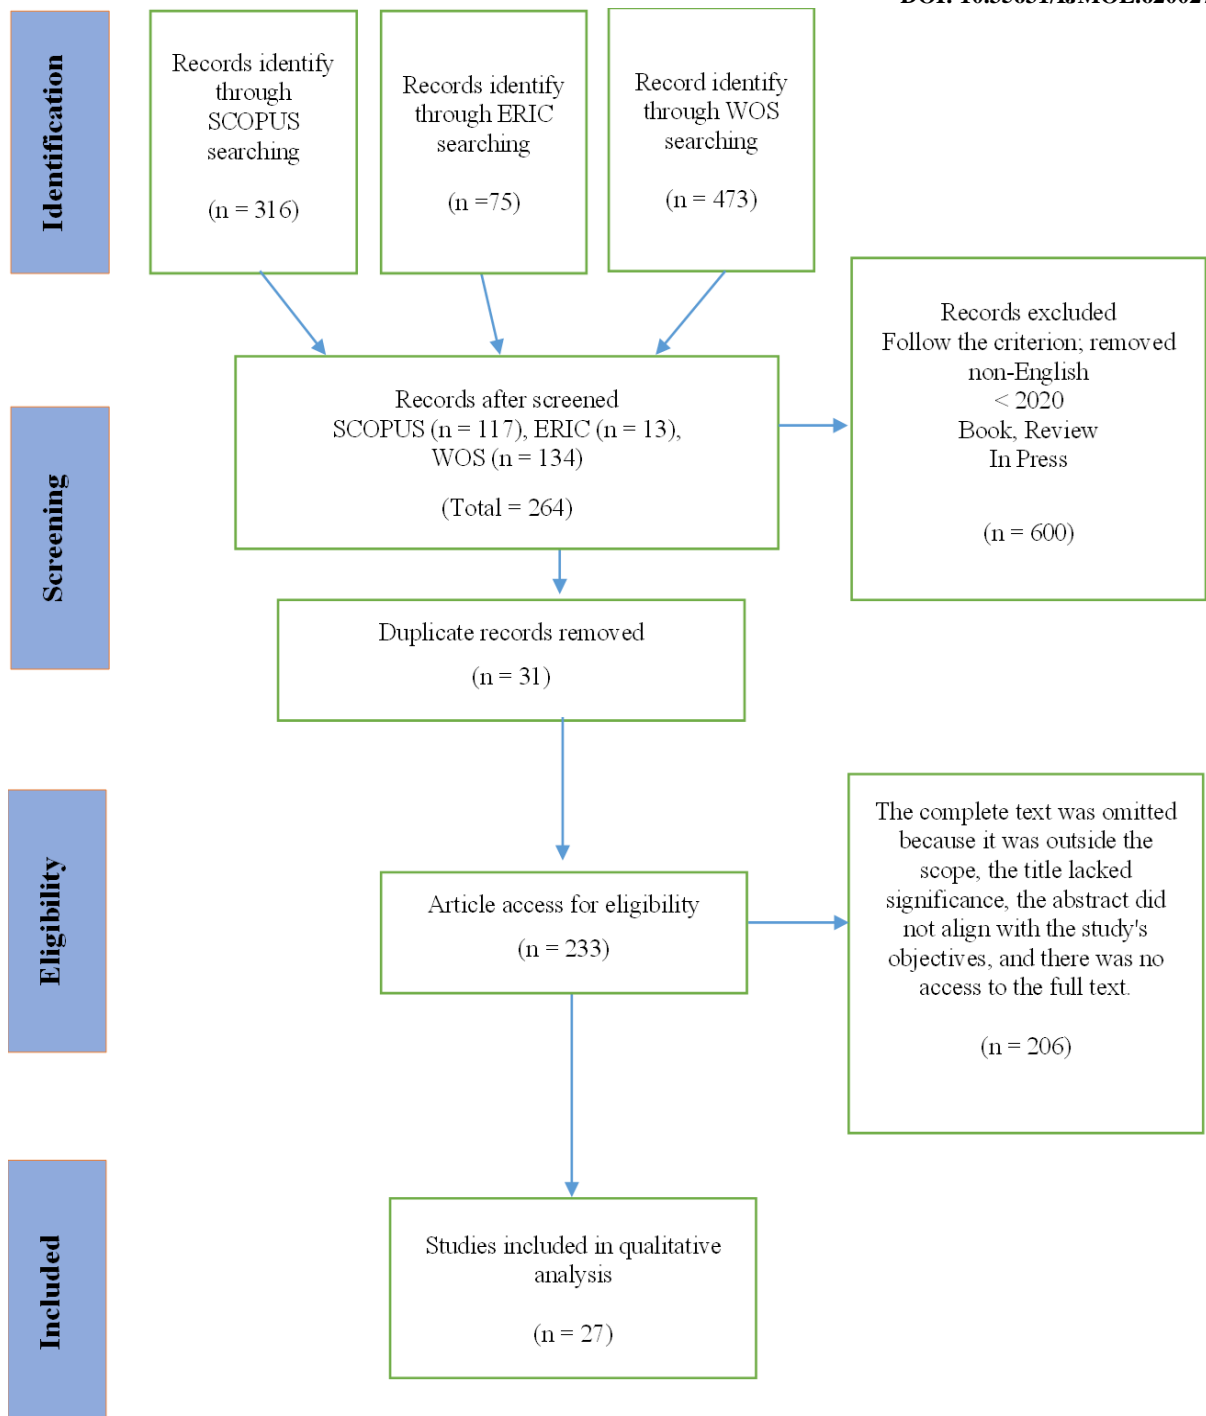 Identification
Records identify
through
SCOPUS
searching
(n = 316)
Records identify
through ERIC
searching
(n =75)
Record identify
through WOS
searching
(n = 473)
Records excluded
Follow the criterion; removed
non-English
< 2020
Book, Review
In Press
(n = 600)
Screening
Records after screened
SCOPUS (n = 117), ERIC (n = 13),
WOS (n = 134)
(Total = 264)
Duplicate records removed
(n = 31)
Eligibility
Article access for eligibility
(n = 233)
The complete text was omitted
because it was outside the
scope, the title lacked
significance, the abstract did
not align with the study's
objectives, and there was no
access to the full text.
(n = 206)
Included
Studies included in qualitative
analysis
(n = 27)